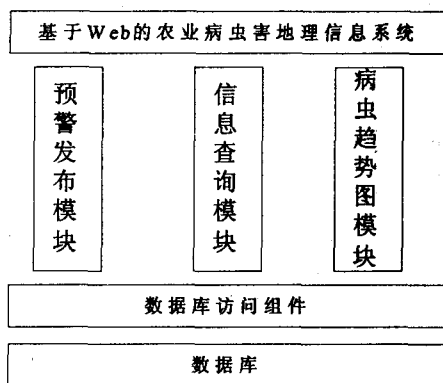 基于Web的农业病虫害地理信息系统
预警发布模块
信息查询模块
病虫趋势图模块
数据库访问组件
数据库